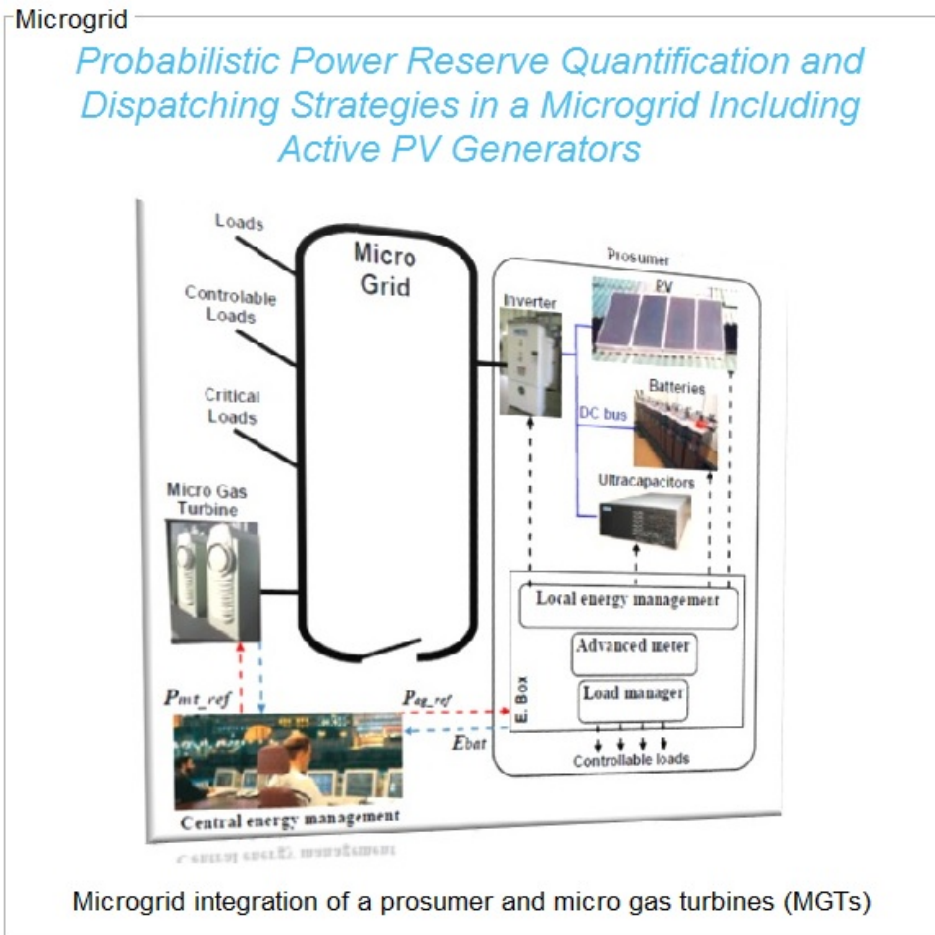 Microgrid
Probabilistic Power Reserve Quantification and
Dispatching Strategies in a Microgrid Including
Active PV Generators
Loads
Micro
Grid
Controlable
Loads
Critical
Loads
Micro Gas
Turbine
Prosumer
PV
Inverter
Batteries
DC bus
Ultracapacitors
Local energy management
Advanced meter
Load manager
E. Box
Controllable loads
Pmt_ref
Pag_ref
Ebat
Central energy management
Microgrid integration of a prosumer and micro gas turbines (MGTs)